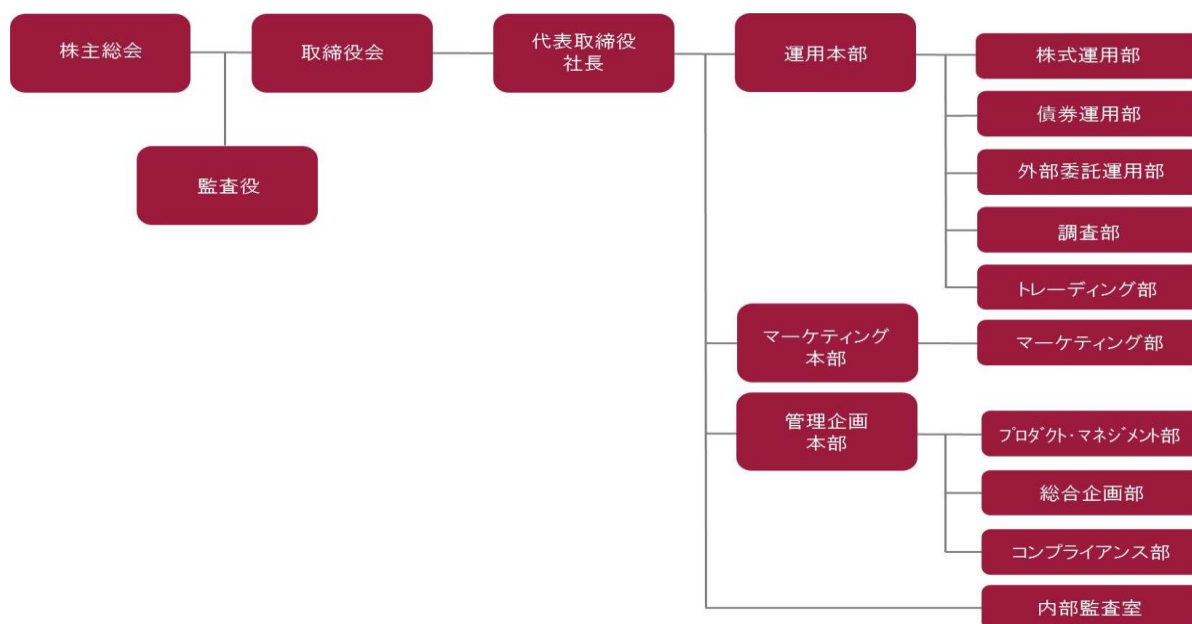 株主総会
取締役会
代表取締役
社長
運用本部
株式運用部
債券運用部
監査役
外部委託運用部
調査部
トレーディング部
マーケティング
本部
マーケティング部
管理企画
本部
プロダクト・マネジメント部
総合企画部
コンプライアンス部
内部監査室